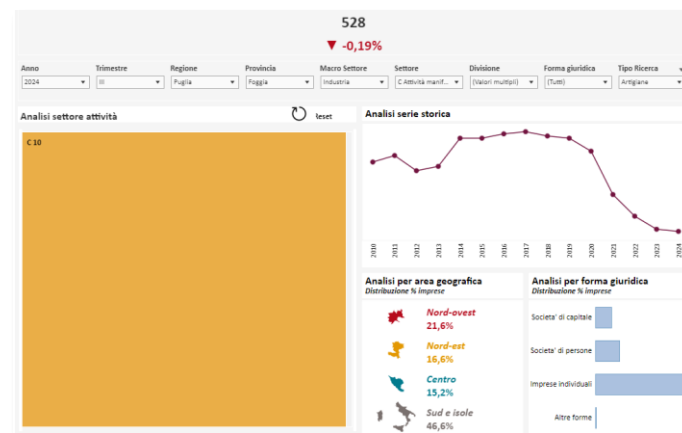 528
▼ -0,19%
Anno Trimestre Regione Provincia Macro Settore Settore Divisione Forma giuridica Tipo Ricerca
2024 III Puglia Foggia Industria C Attività manif... (Valori multipli) (Tutti) Artigiane
Analisi settore attività
Reset
C 10
Analisi serie storica
2010 2011 2012 2013 2014 2015 2016 2017 2018 2019 2020 2021 2022 2023 2024
Analisi per area geografica
Distribuzione % imprese
Nord-ovest
21,6%
Nord-est
16,6%
Centro
15,2%
Sud e isole
46,6%
Analisi per forma giuridica
Distribuzione % imprese
Societa' di capitale
Societa' di persone
Imprese individuali
Altre forme